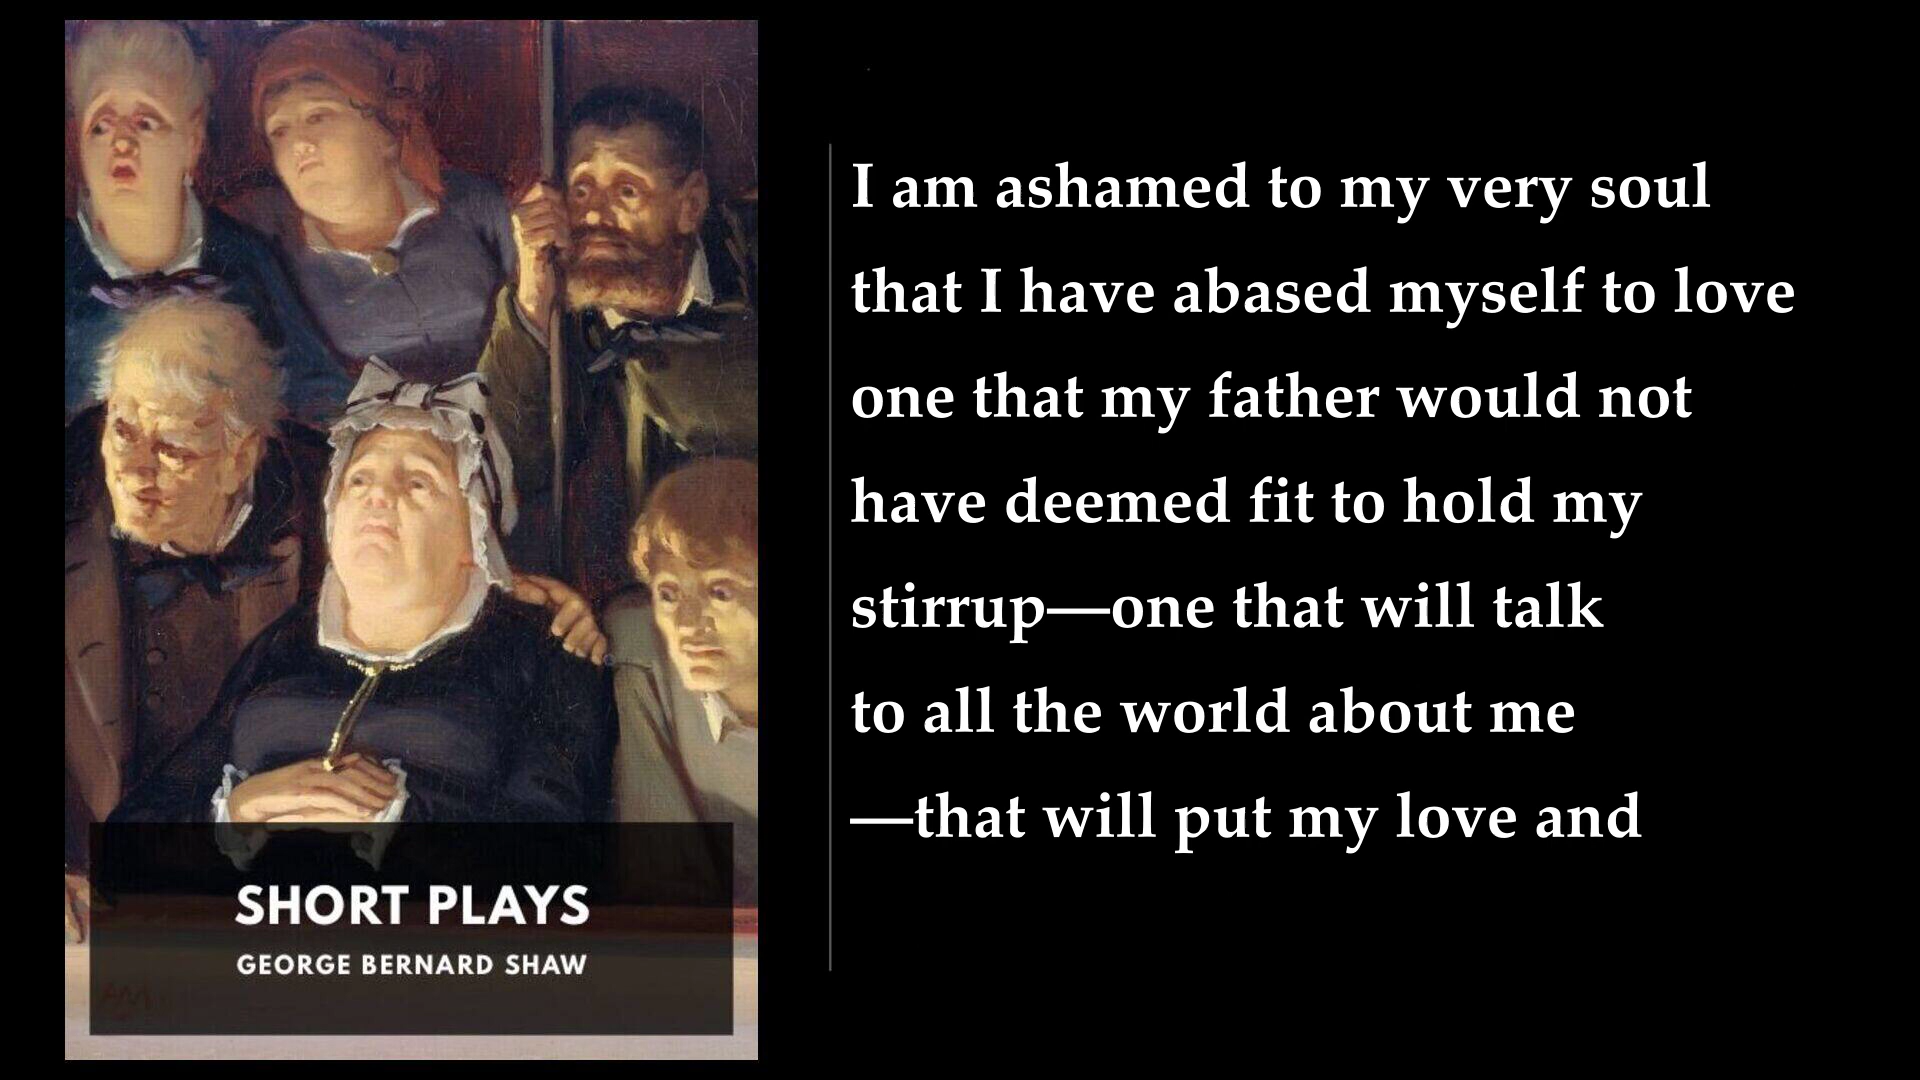 SHORT PLAYS
GEORGE BERNARD SHAW
I am ashamed to my very soul
that I have abased myself to love
one that my father would not
have deemed fit to hold my
stirrup—one that will talk
to all the world about me
—that will put my love and